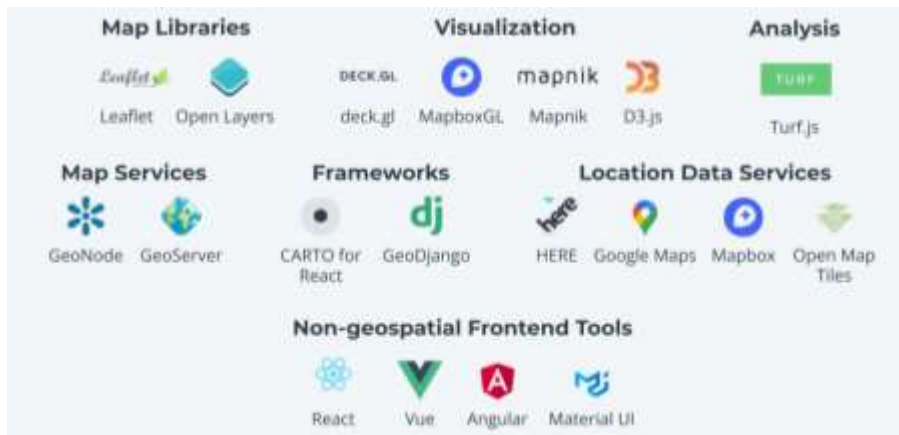 Map Libraries Visualization Analysis
Leaflet DECK.GL mapnik D3 TURF
Leaflet Open Layers deck.gl MapboxGL Mapnik D3.js Turf.js
Map Services Frameworks Location Data Services
dj here
GeoNode GeoServer CARTO for React GeoDjango HERE Google Maps Mapbox Open Map Tiles
Non-geospatial Frontend Tools
A
React Vue Angular Material UI